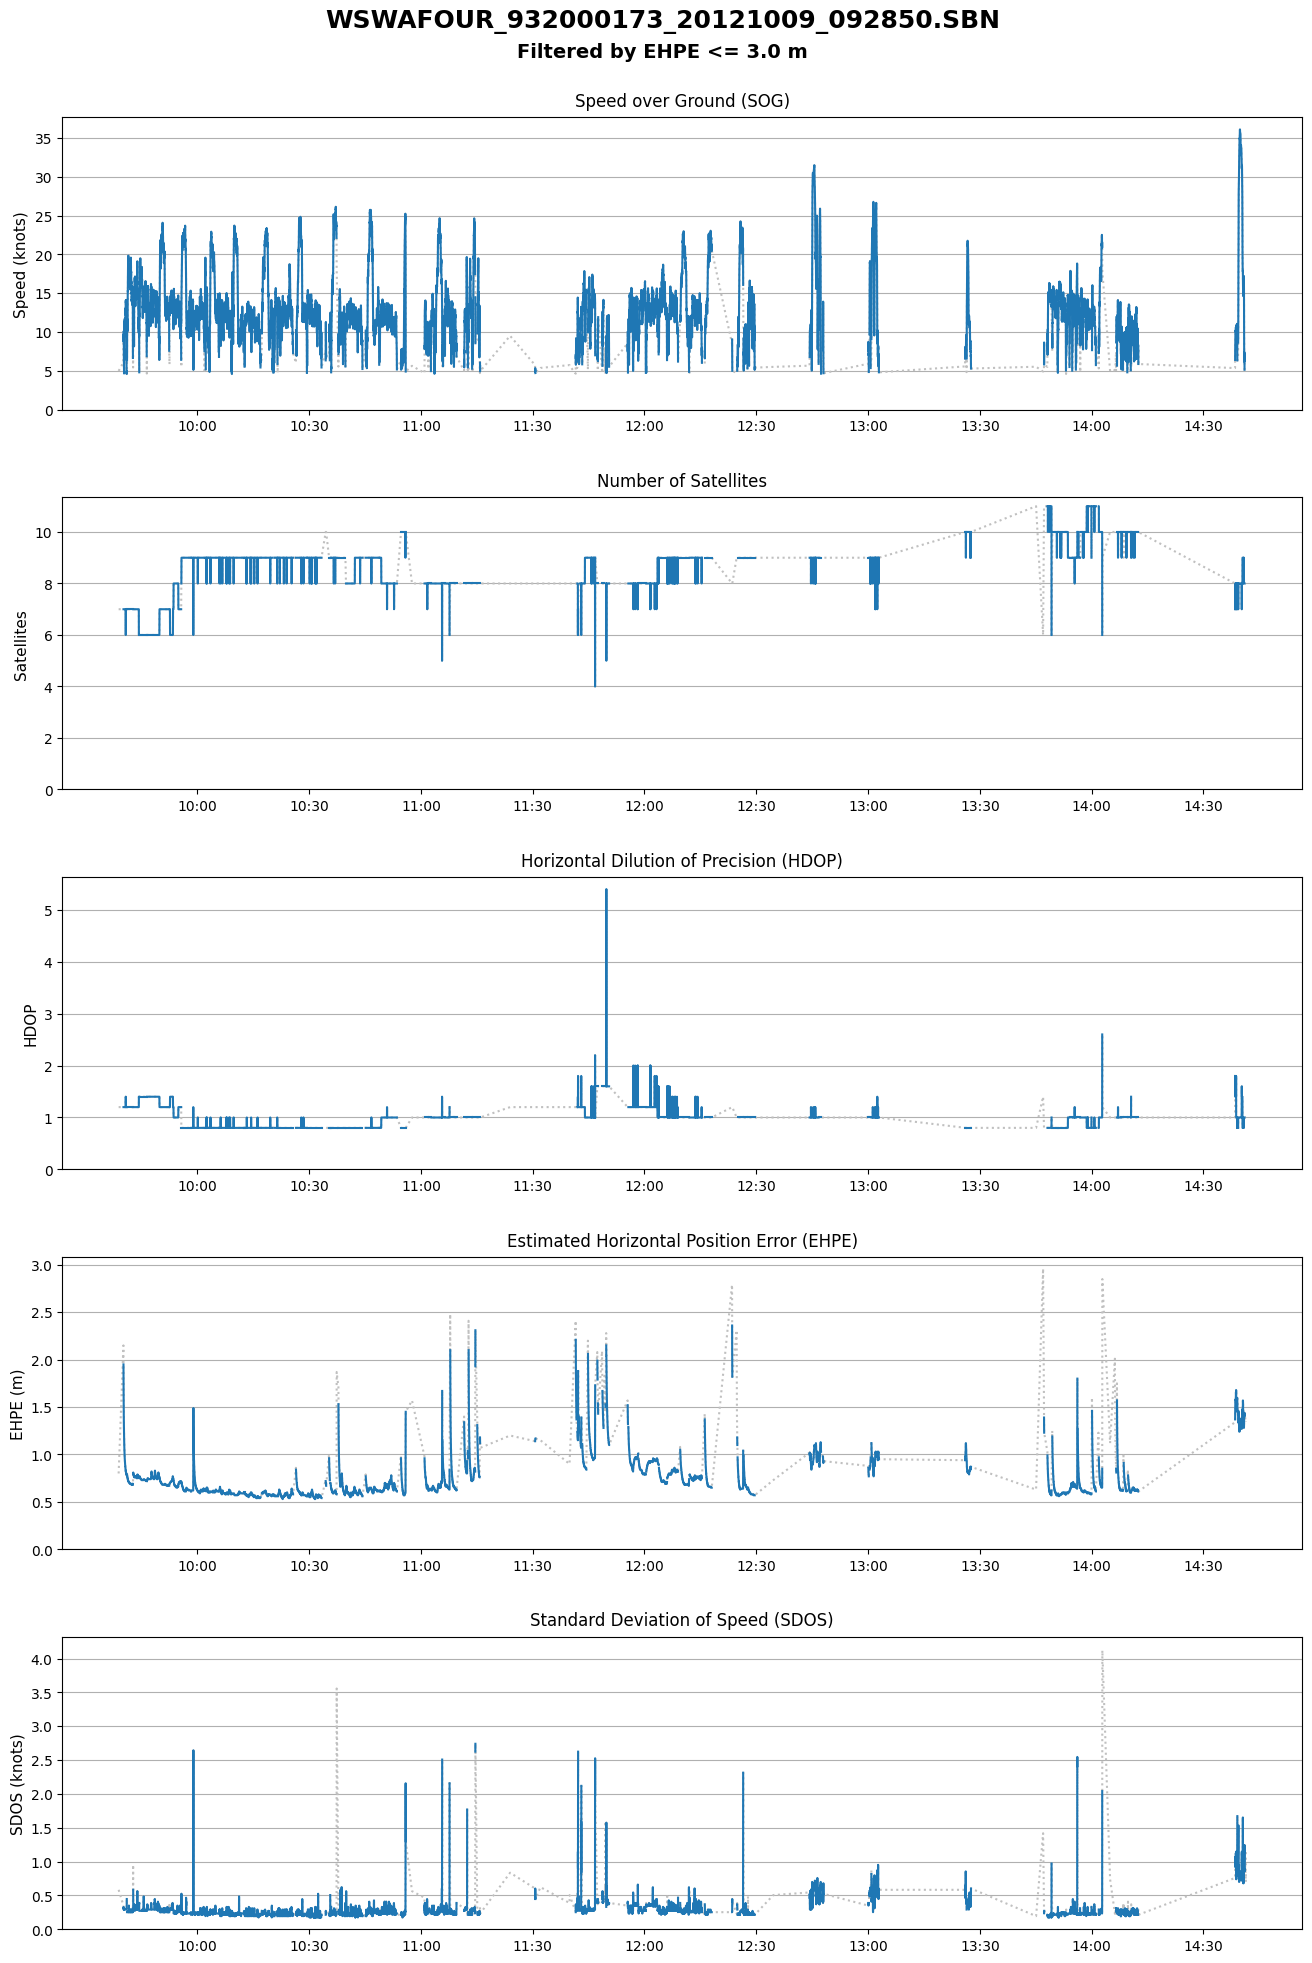 WSWAFOUR_932000173_20121009_092850.SBN
Filtered by EHPE <= 3.0 m
Speed over Ground (SOG)
Speed (knots)
35
30
25
20
15
10
5
0
10:00 10:30 11:00 11:30 12:00 12:30 13:00 13:30 14:00 14:30
Number of Satellites
Satellites
10
8
6
4
2
0
10:00 10:30 11:00 11:30 12:00 12:30 13:00 13:30 14:00 14:30
Horizontal Dilution of Precision (HDOP)
HDOP
5
4
3
2
1
0
10:00 10:30 11:00 11:30 12:00 12:30 13:00 13:30 14:00 14:30
Estimated Horizontal Position Error (EHPE)
EHPE (m)
3.0
2.5
2.0
1.5
1.0
0.5
0.0
10:00 10:30 11:00 11:30 12:00 12:30 13:00 13:30 14:00 14:30
Standard Deviation of Speed (SDOS)
SDOS (knots)
4.0
3.5
3.0
2.5
2.0
1.5
1.0
0.5
0.0
10:00 10:30 11:00 11:30 12:00 12:30 13:00 13:30 14:00 14:30